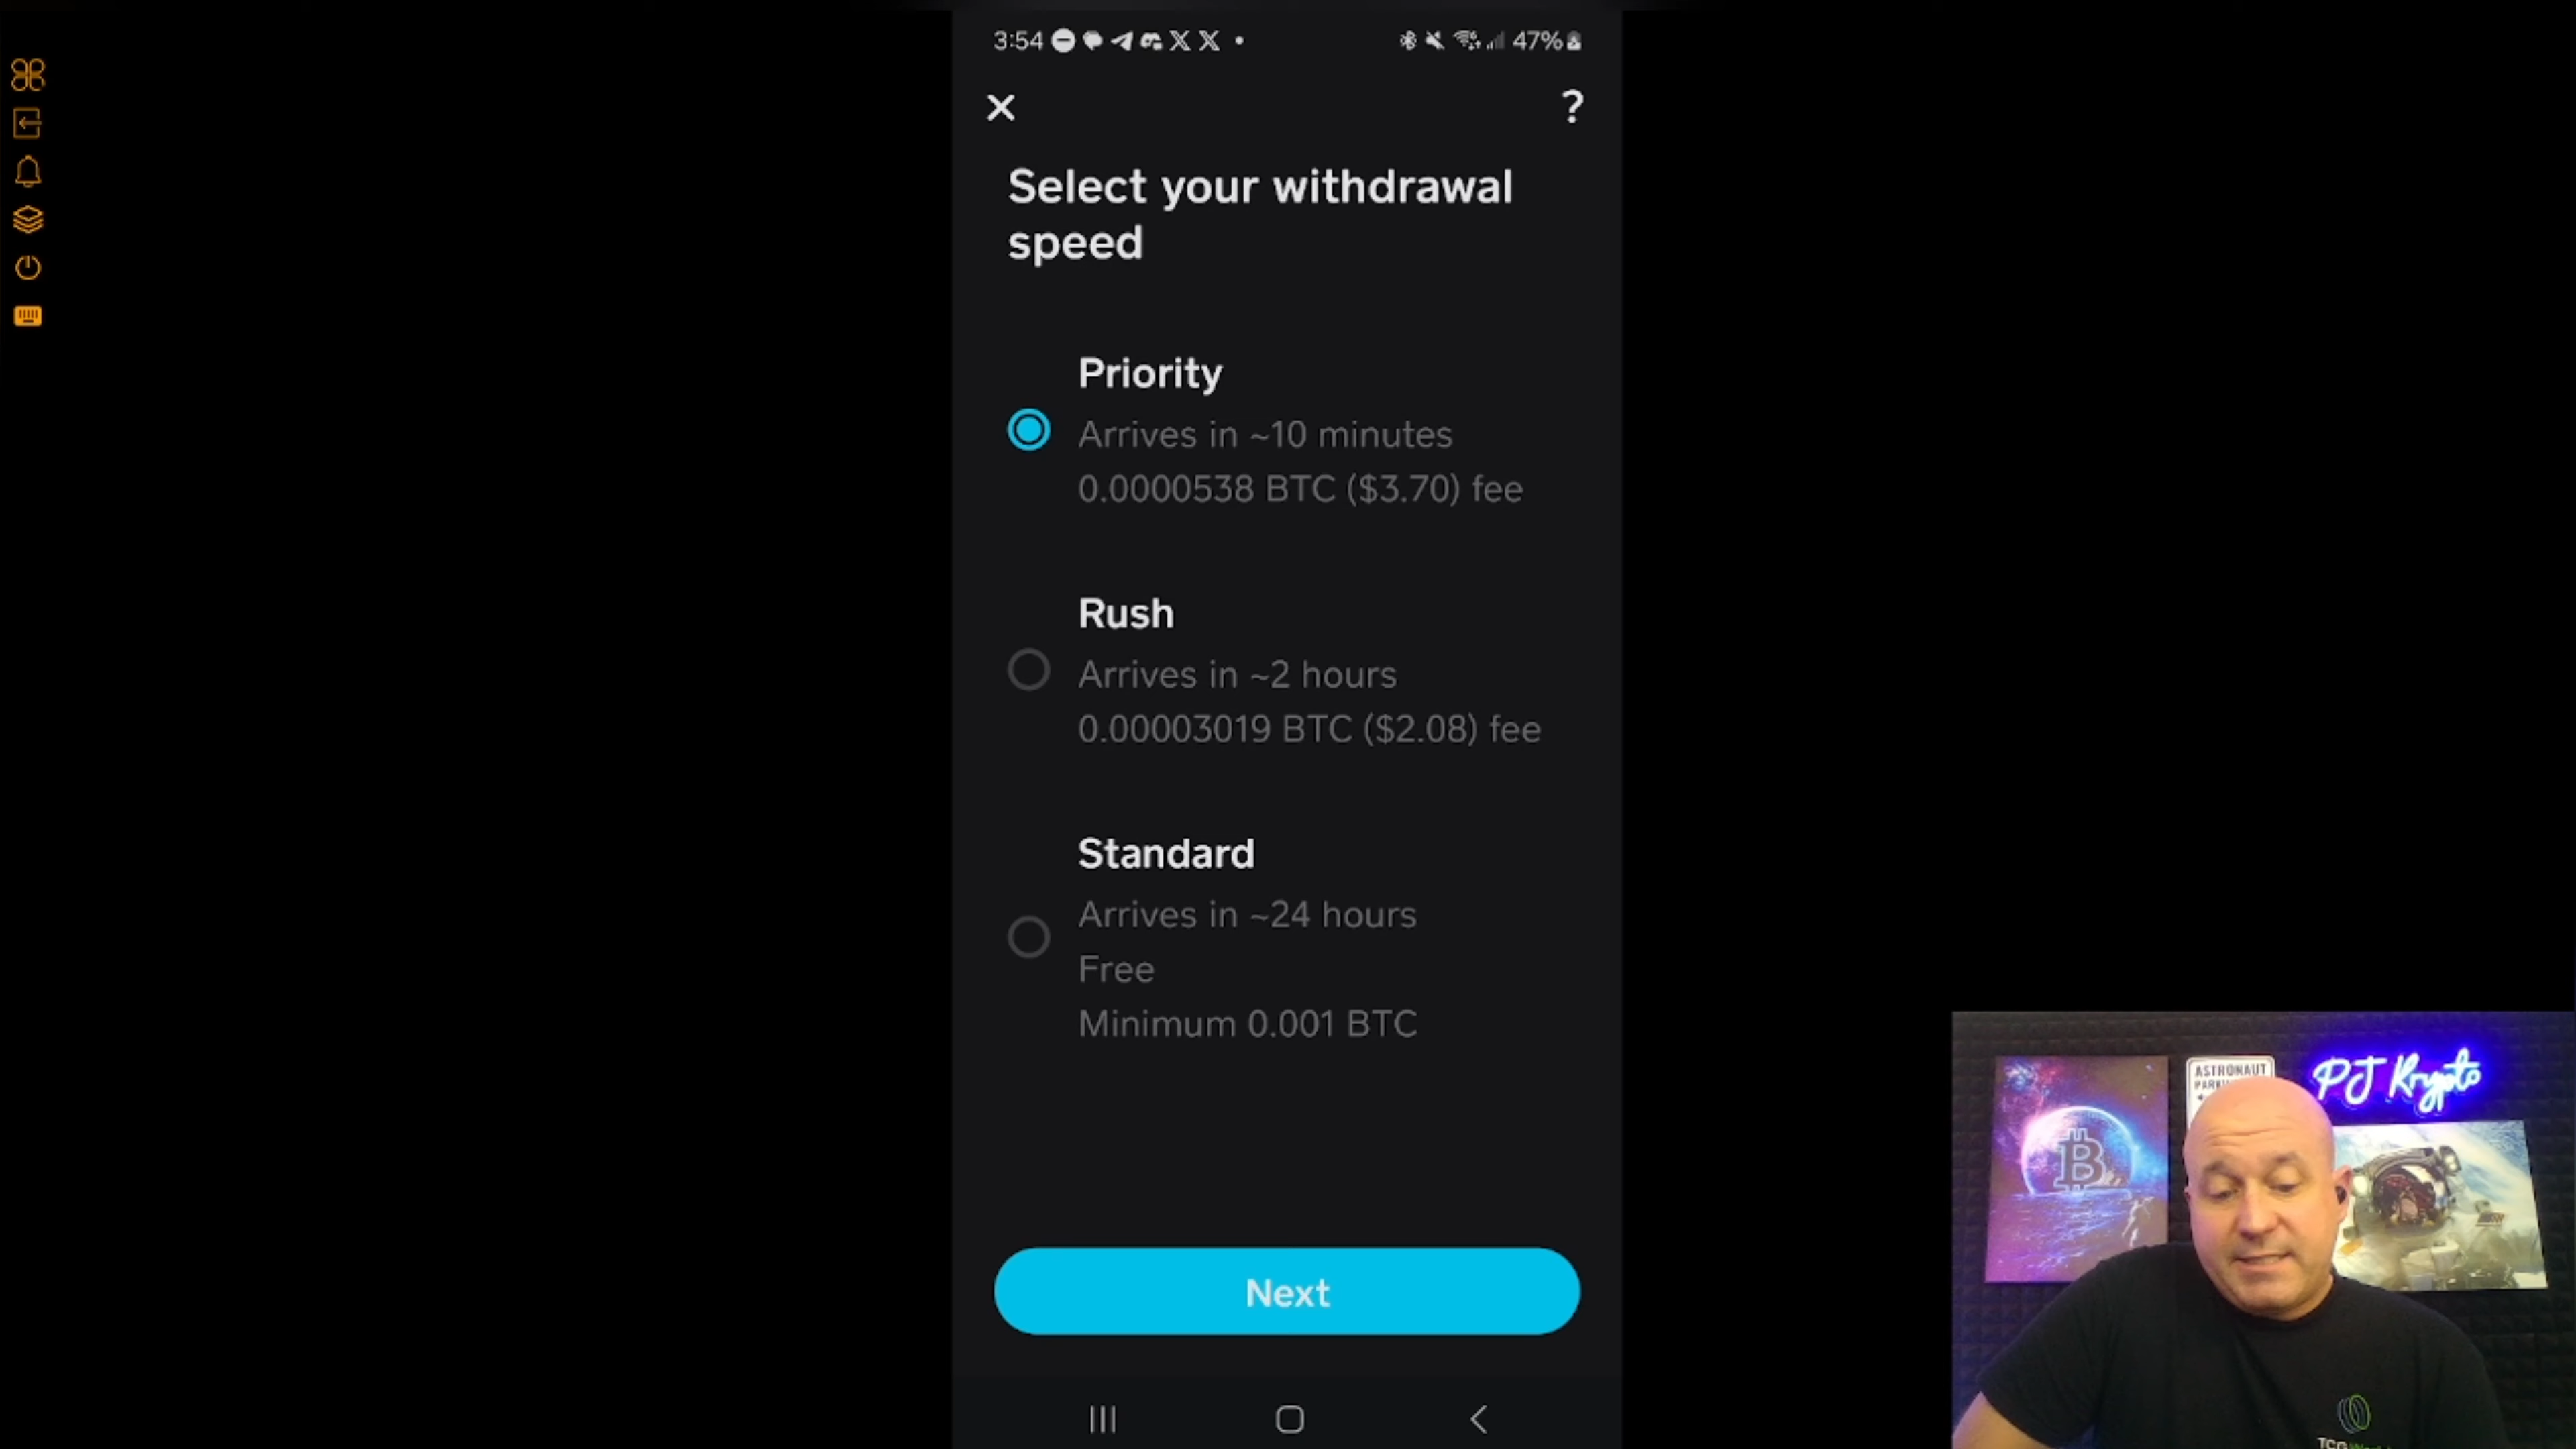 3:54
47%
?
Select your withdrawal
speed
Priority
Arrives in ~10 minutes
0.0000538 BTC ($3.70) fee
Rush
Arrives in ~2 hours
0.00003019 BTC ($2.08) fee
Standard
Arrives in ~24 hours
Free
Minimum 0.001 BTC
Next
ASTRONAUT
PJ Krypto